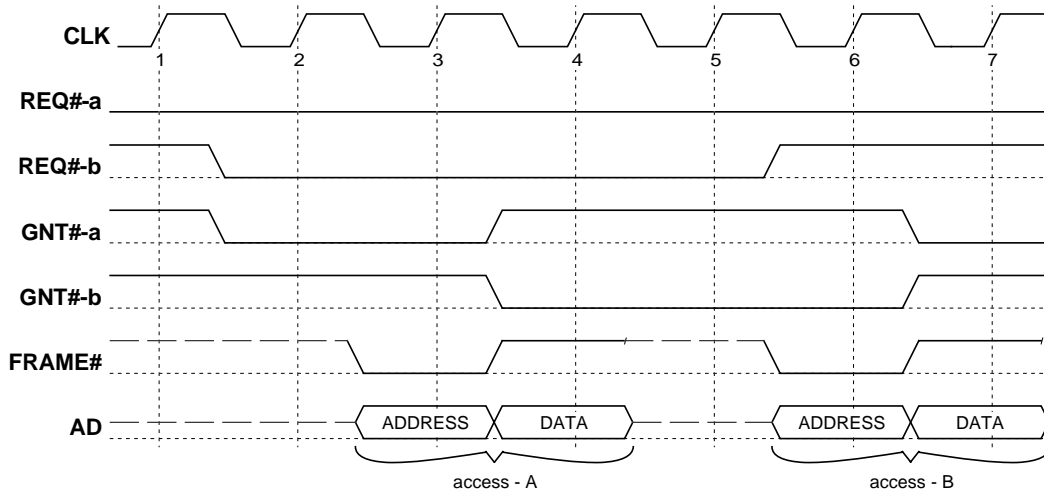 CLK
1 2 3 4 5 6 7
REQ#-a
REQ#-b
GNT#-a
GNT#-b
FRAME#
AD ADDRESS DATA ADDRESS DATA
access - A access - B